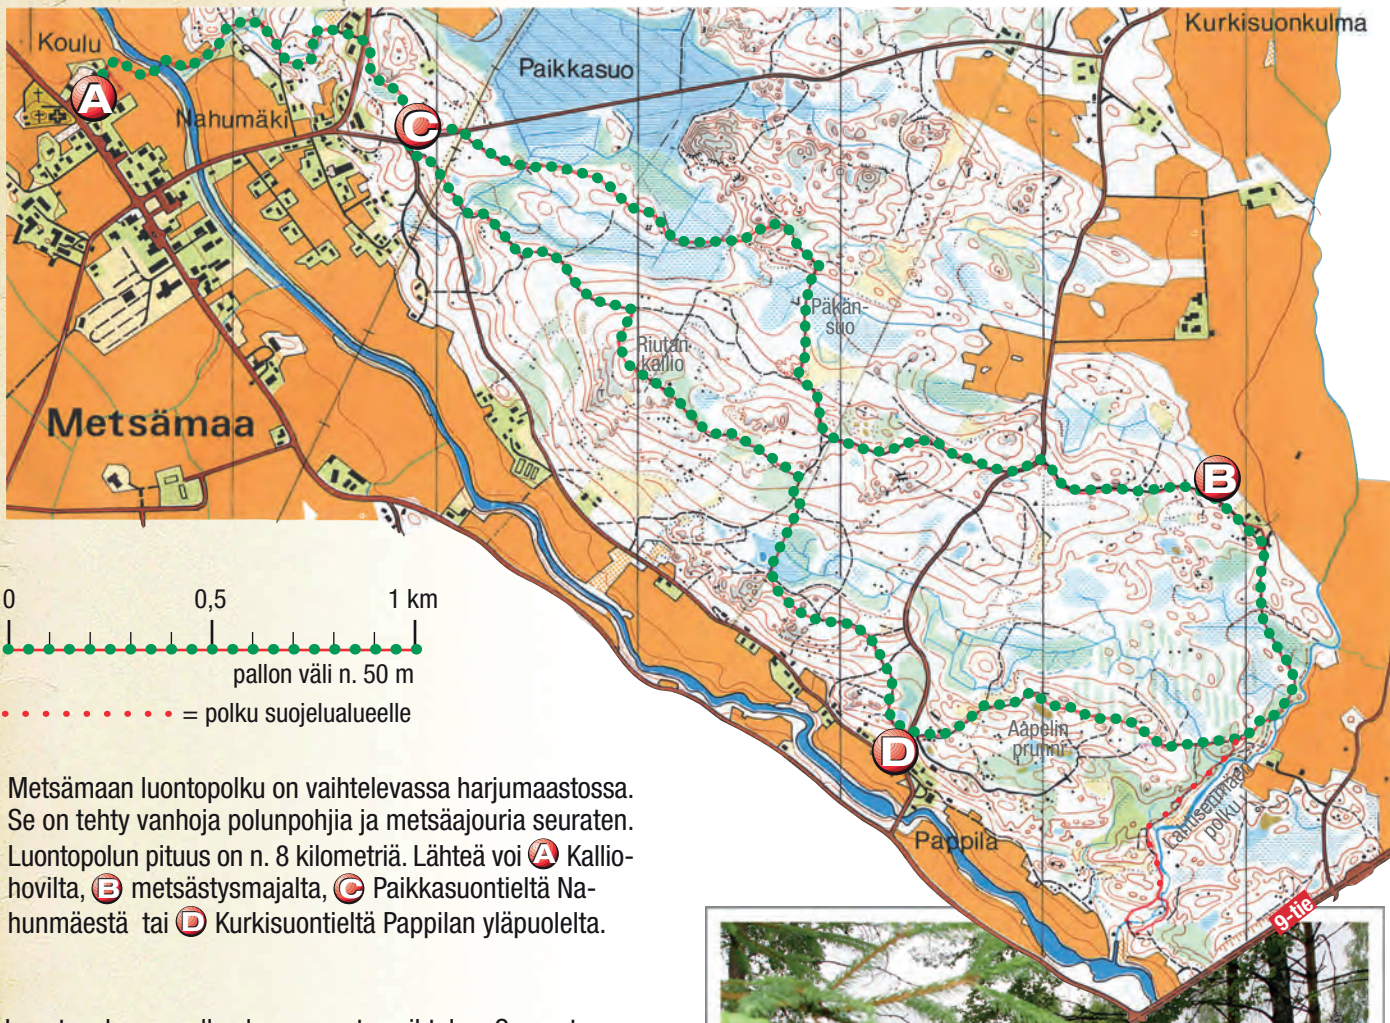 Koulu
Kurkisuonkulma
Paikkasuo
A
Nahumäki
C
Päkän-
suo
Riutan
kallio
Metsämaa
B
0 0,5 1 km
pallon väli n. 50 m
= polku suojelualueelle
Aapelin
prunni
D
Pappila
polku
9-tie
Metsämaan luontopolku on vaihtelevassa harjumaastossa.
Se on tehty vanhoja polunpohjia ja metsäajouria seuraten.
Luontopolun pituus on n. 8 kilometriä. Lähteä voi A Kallio-
hovilta, B metsästysmajalta, C Paikkasuontieltä Na-
hunmäestä tai D Kurkisuontieltä Pappilan yläpuolelta.